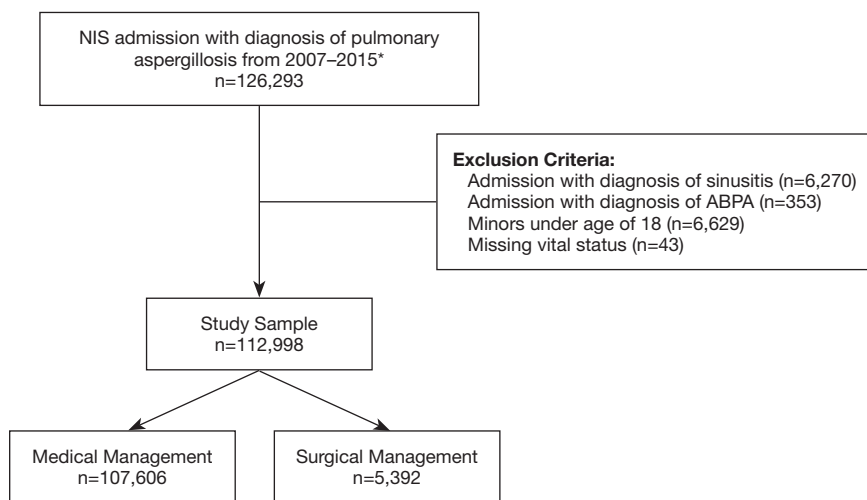 NIS admission with diagnosis of pulmonary
aspergillosis from 2007–2015*
n=126,293
Exclusion Criteria:
Admission with diagnosis of sinusitis (n=6,270)
Admission with diagnosis of ABPA (n=353)
Minors under age of 18 (n=6,629)
Missing vital status (n=43)
Study Sample
n=112,998
Medical Management
n=107,606
Surgical Management
n=5,392